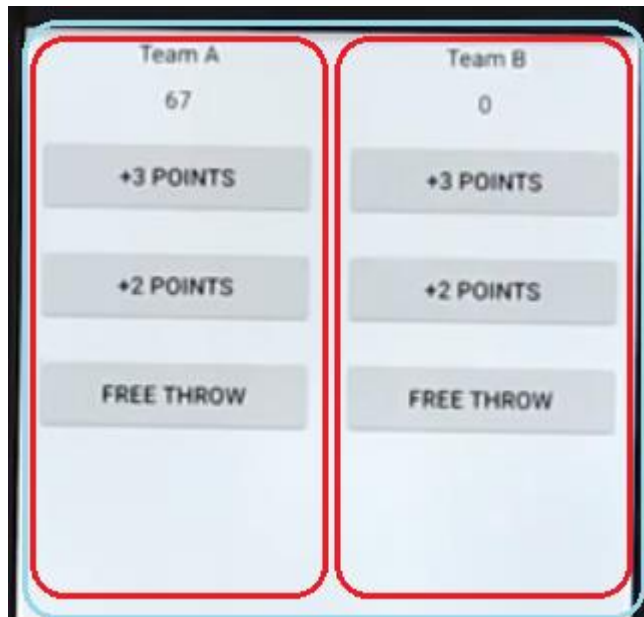 Team A
67
+3 POINTS
+2 POINTS
FREE THROW
Team B
0
+3 POINTS
+2 POINTS
FREE THROW